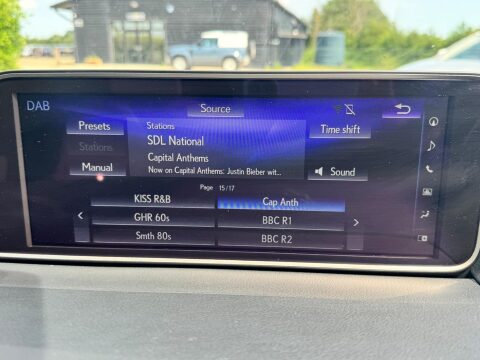 DAB
Source
Presets
Stations
Time shift
Stations
SDL National
Manual
Capital Anthems
Now on Capital Anthems: Justin Bieber wit...
Sound
Page 15/17
KISS R&B
Cap Anth
GHR 60s
BBC R1
Smth 80s
BBC R2